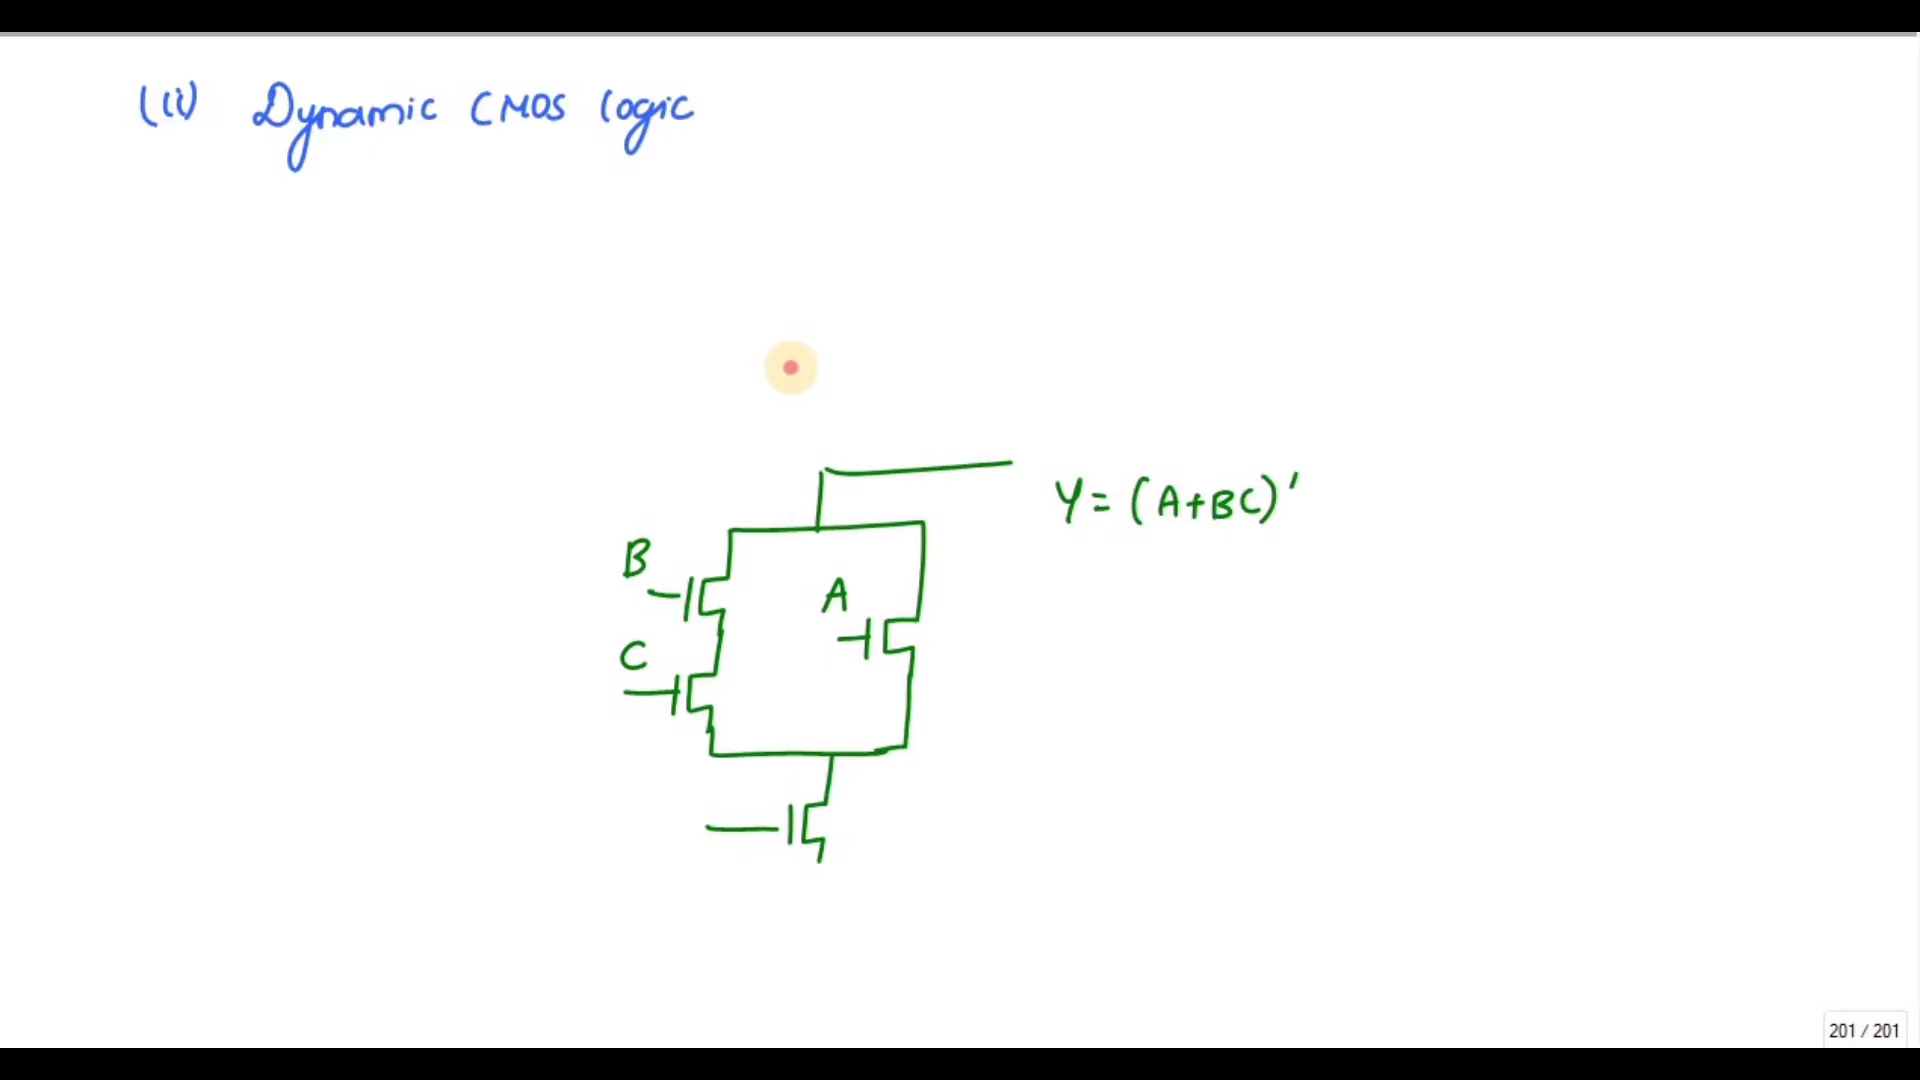 (ii) Dynamic CMOS logic
Y = (A+BC)'
B
A
C
201 / 201